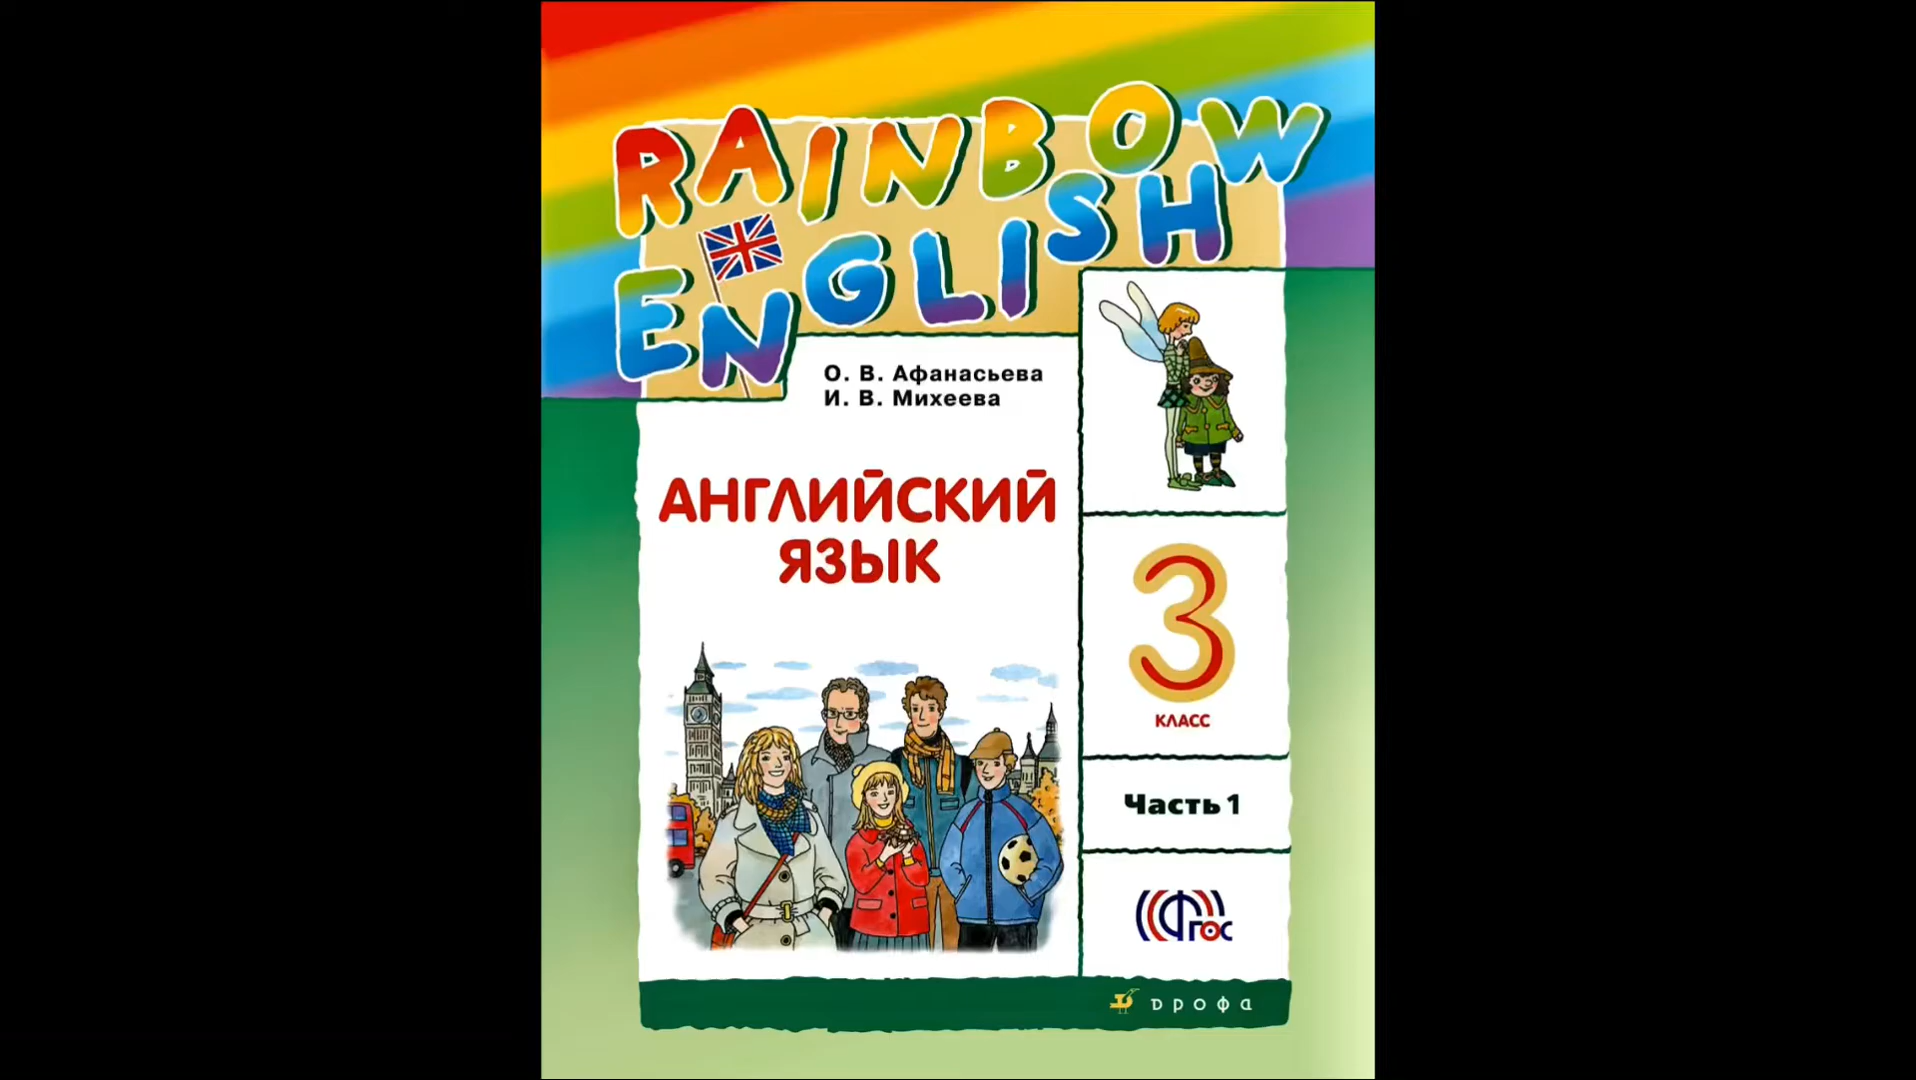 RAINBOW
ENGLISH
О. В. Афанасьева
И. В. Михеева
АНГЛИЙСКИЙ
ЯЗЫК
3
КЛАСС
Часть 1
ФГОС
дрофа